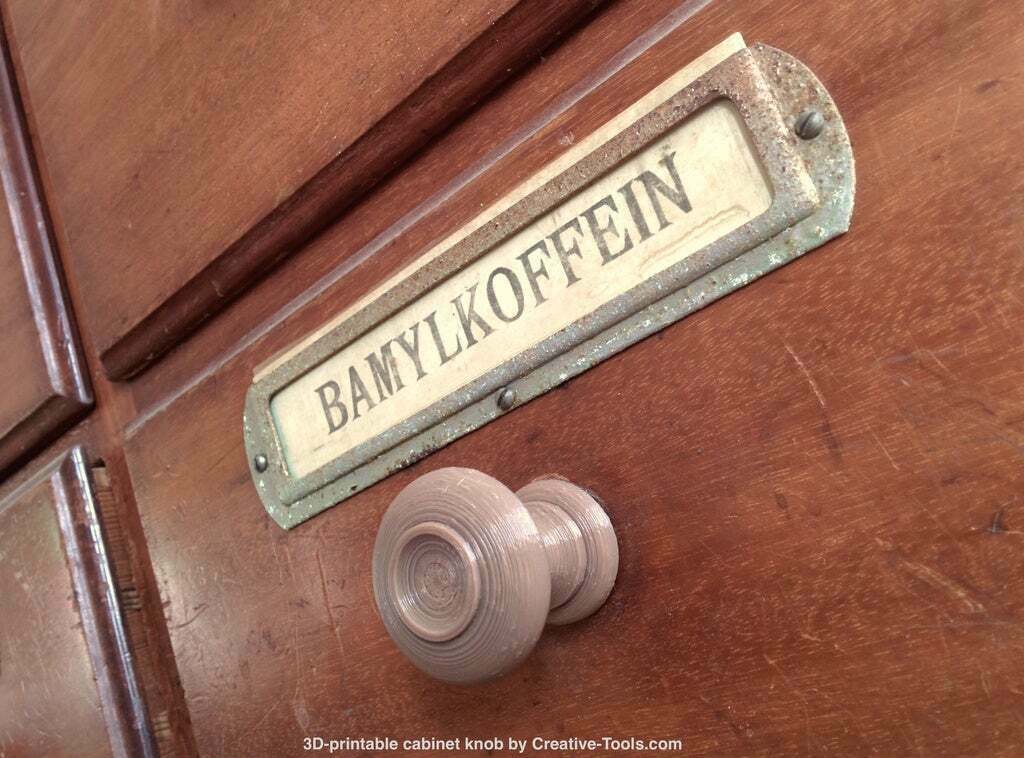 BAMYLKOFFEIN
3D-printable cabinet knob by Creative-Tools.com